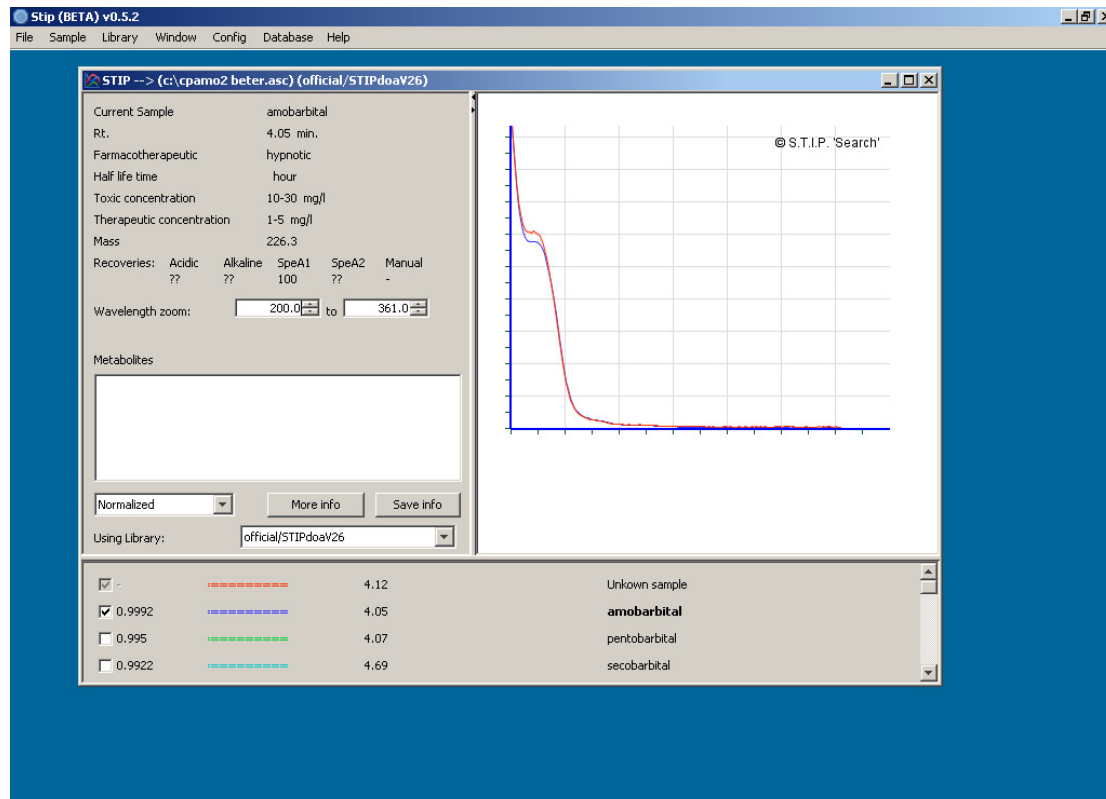 Stip (BETA) v0.5.2
File Sample Library Window Config Database Help
STIP --> (c:\cpamo2 beter.asc) (official/STIPdoaV26)
Current Sample amobarbital
Rt. 4.05 min.
Farmacotherapeutic hypnotic
Half life time hour
Toxic concentration 10-30 mg/l
Therapeutic concentration 1-5 mg/l
Mass 226.3
Recoveries: Acidic Alkaline SpeA1 SpeA2 Manual
?? ?? 100 ?? -
Wavelength zoom: 200.0 to 361.0
Metabolites
Normalized More info Save info
Using Library: official/STIPdoaV26
© S.T.I.P. 'Search'
- 4.12 Unkown sample
0.9992 4.05 amobarbital
0.995 4.07 pentobarbital
0.9922 4.69 secobarbital